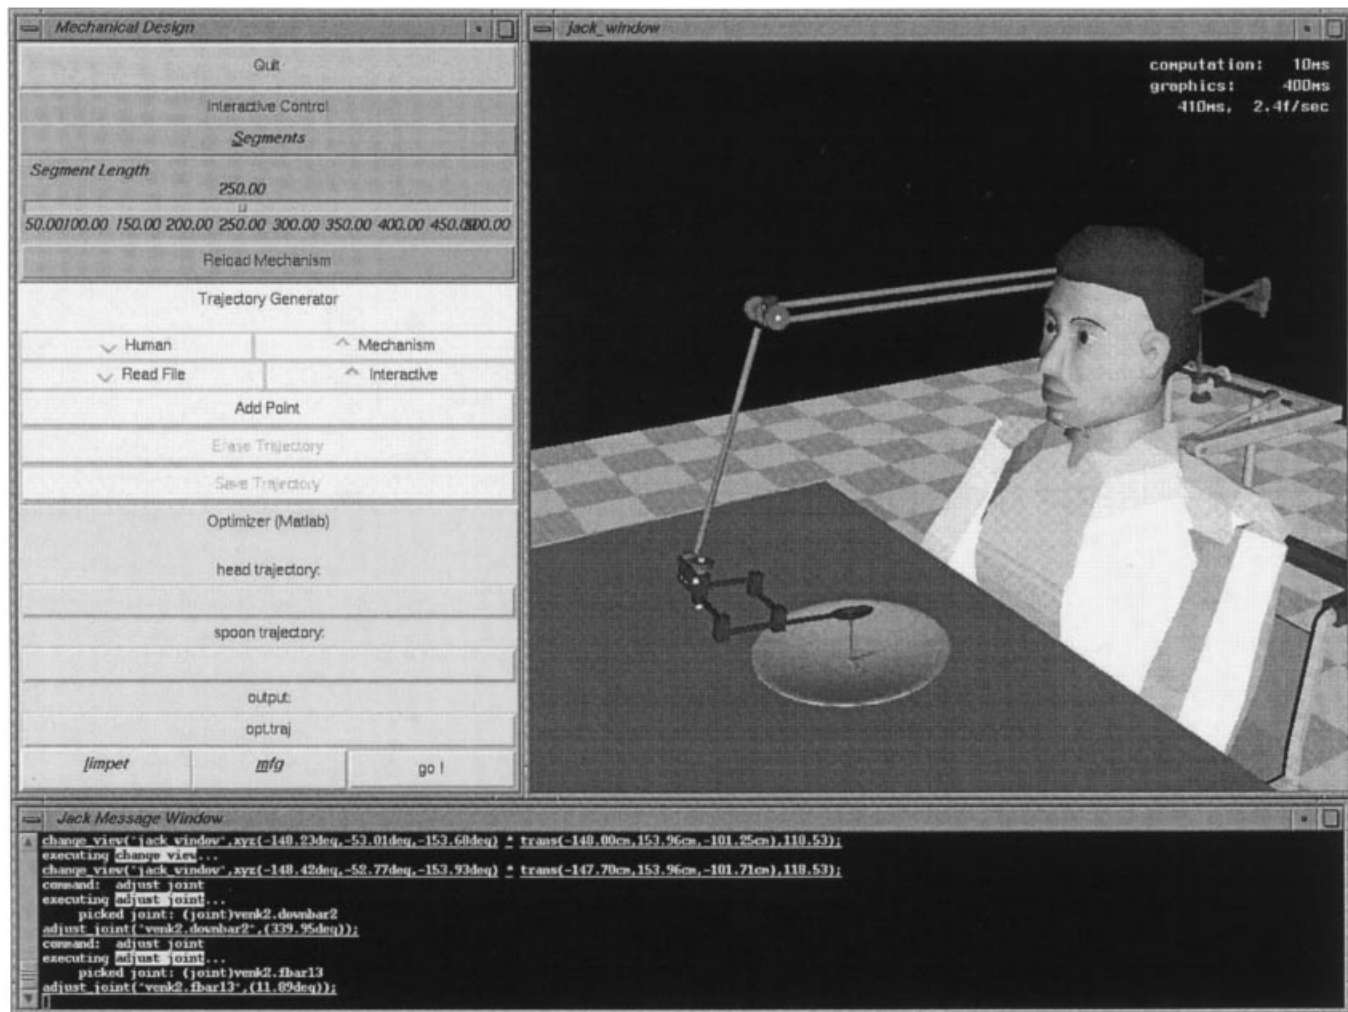 Mechanical Design
Quit
Interactive Control
Segments
Segment Length
250.00
50.00 100.00 150.00 200.00 250.00 300.00 350.00 400.00 450.00 500.00
Reload Mechanism
Trajectory Generator
Human Mechanism
Read File Interactive
Add Point
Erase Trajectory
Save Trajectory
Optimizer (Matlab)
head trajectory:
spoon trajectory:
output:
opt.traj
limpet mfg go !
jack_window
computation: 10ms
graphics: 400ms
410ms, 2.4f/sec
Jack Message Window
change_view("jack_window",xyz(-148.23deg,-53.01deg,-153.68deg) * trans(-148.00cm,153.96cm,-101.25cm),118.53);
executing change view...
change_view("jack_window",xyz(-148.42deg,-52.77deg,-153.93deg) * trans(-147.70cm,153.96cm,-101.71cm),118.53);
command: adjust joint
executing adjust joint...
picked joint: (joint)venk2.downbar2
adjust_joint("venk2.downbar2",(339.95deg));
command: adjust joint
executing adjust joint...
picked joint: (joint)venk2.fbar13
adjust_joint("venk2.fbar13",(11.89deg));